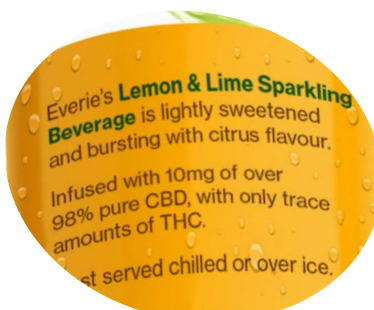 Everie's Lemon & Lime Sparkling
Beverage is lightly sweetened
and bursting with citrus flavour.
Infused with 10mg of over
98% pure CBD, with only trace
amounts of THC.
st served chilled or over ice.